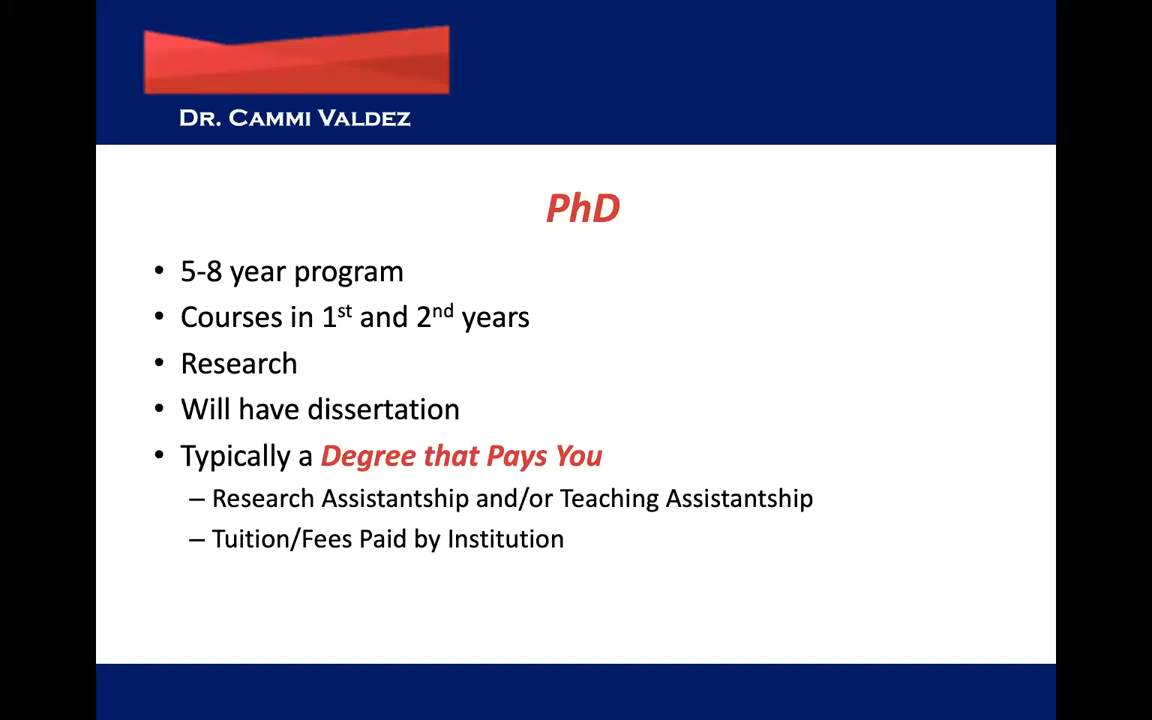 DR. CAMMI VALDEZ
PhD
• 5-8 year program
• Courses in 1st and 2nd years
• Research
• Will have dissertation
• Typically a Degree that Pays You
– Research Assistantship and/or Teaching Assistantship
– Tuition/Fees Paid by Institution